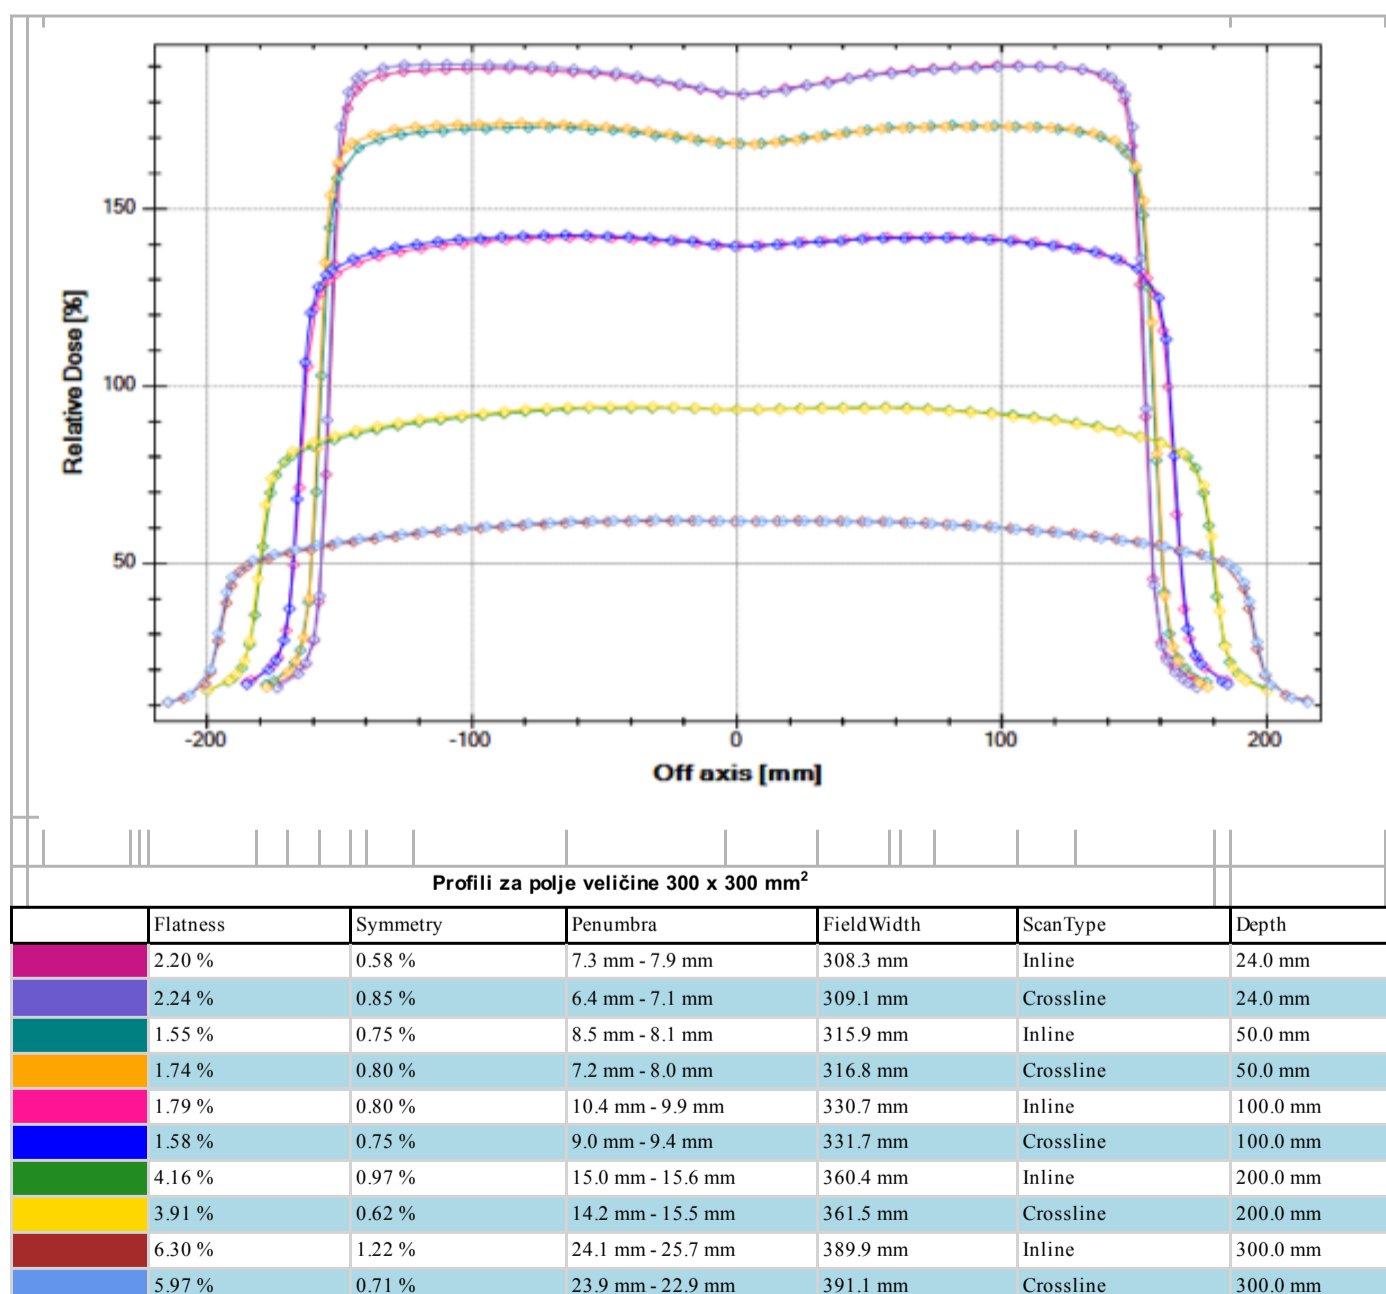 150
100
50
Relative Dose [%]
-200 -100 0 100 200
Off axis [mm]
Profili za polje veličine 300 x 300 mm²
Flatness Symmetry Penumbra FieldWidth ScanType Depth
2.20 % 0.58 % 7.3 mm - 7.9 mm 308.3 mm Inline 24.0 mm
2.24 % 0.85 % 6.4 mm - 7.1 mm 309.1 mm Crossline 24.0 mm
1.55 % 0.75 % 8.5 mm - 8.1 mm 315.9 mm Inline 50.0 mm
1.74 % 0.80 % 7.2 mm - 8.0 mm 316.8 mm Crossline 50.0 mm
1.79 % 0.80 % 10.4 mm - 9.9 mm 330.7 mm Inline 100.0 mm
1.58 % 0.75 % 9.0 mm - 9.4 mm 331.7 mm Crossline 100.0 mm
4.16 % 0.97 % 15.0 mm - 15.6 mm 360.4 mm Inline 200.0 mm
3.91 % 0.62 % 14.2 mm - 15.5 mm 361.5 mm Crossline 200.0 mm
6.30 % 1.22 % 24.1 mm - 25.7 mm 389.9 mm Inline 300.0 mm
5.97 % 0.71 % 23.9 mm - 22.9 mm 391.1 mm Crossline 300.0 mm